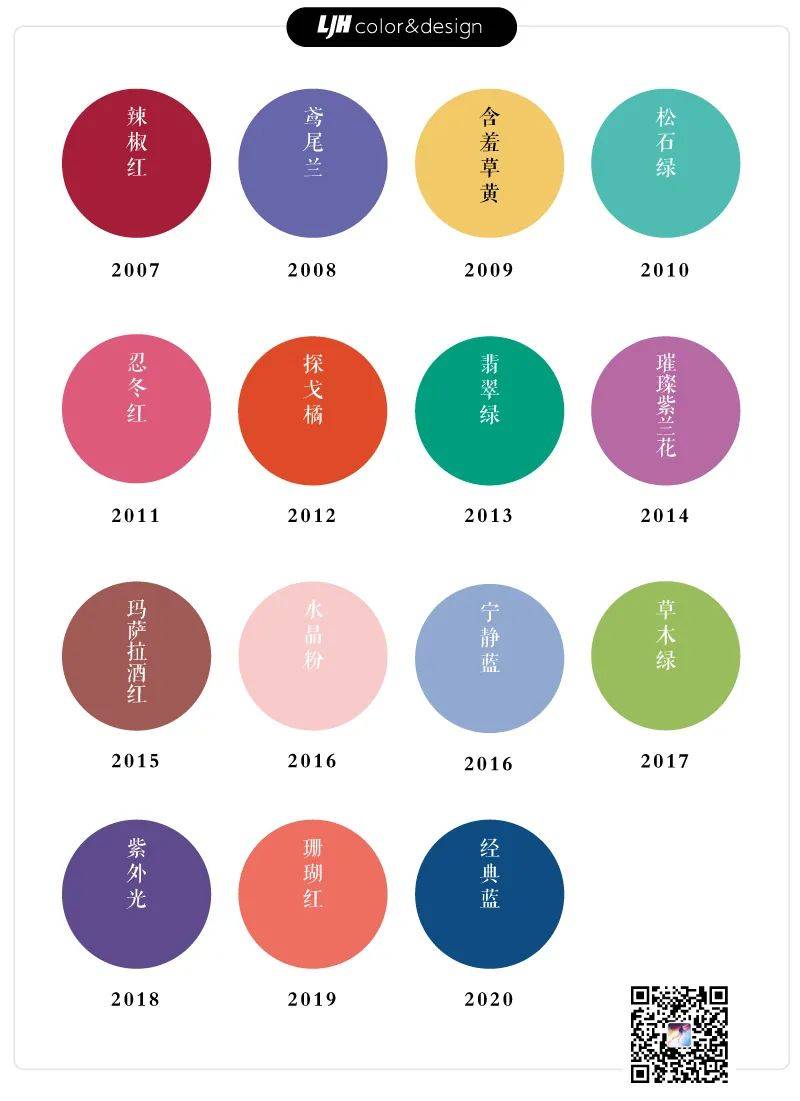 LJH color&design
辣椒红
鸢尾兰
含羞草黄
松石绿
2007
2008
2009
2010
忍冬红
探戈橘
翡翠绿
璀璨紫兰花
2011
2012
2013
2014
玛萨拉酒红
水晶粉
宁静蓝
草木绿
2015
2016
2016
2017
紫外光
珊瑚红
经典蓝
2018
2019
2020